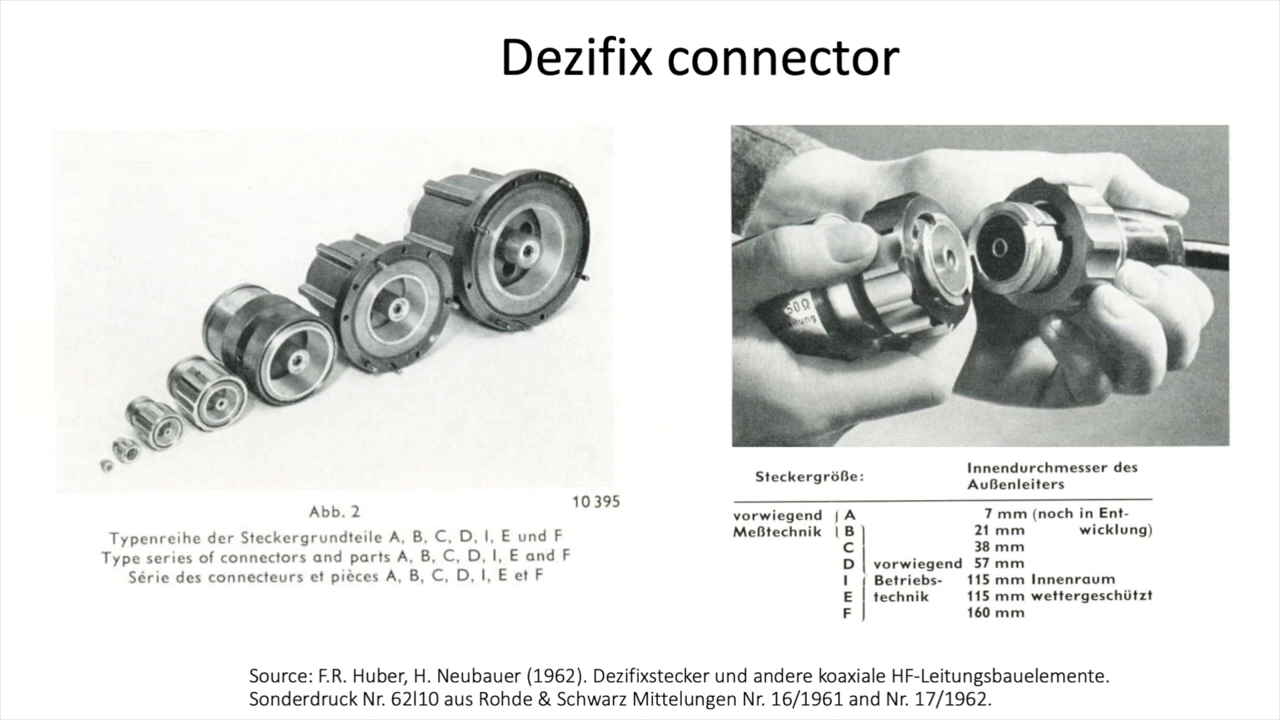 Dezifix connector
50Ω
10395
Abb. 2
Typenreihe der Steckergrundteile A, B, C, D, I, E und F
Type series of connectors and parts A, B, C, D, I, E and F
Série des connecteurs et pièces A, B, C, D, I, E et F
Steckergröße: Innendurchmesser des
Außenleiters
vorwiegend A 7 mm (noch in Ent-
Meßtechnik B 21 mm wicklung)
C 38 mm
D vorwiegend 57 mm
I Betriebs- 115 mm Innenraum
E technik 115 mm wettergeschützt
F 160 mm
Source: F.R. Huber, H. Neubauer (1962). Dezifixstecker und andere koaxiale HF-Leitungsbauelemente.
Sonderdruck Nr. 62l10 aus Rohde & Schwarz Mittelungen Nr. 16/1961 and Nr. 17/1962.